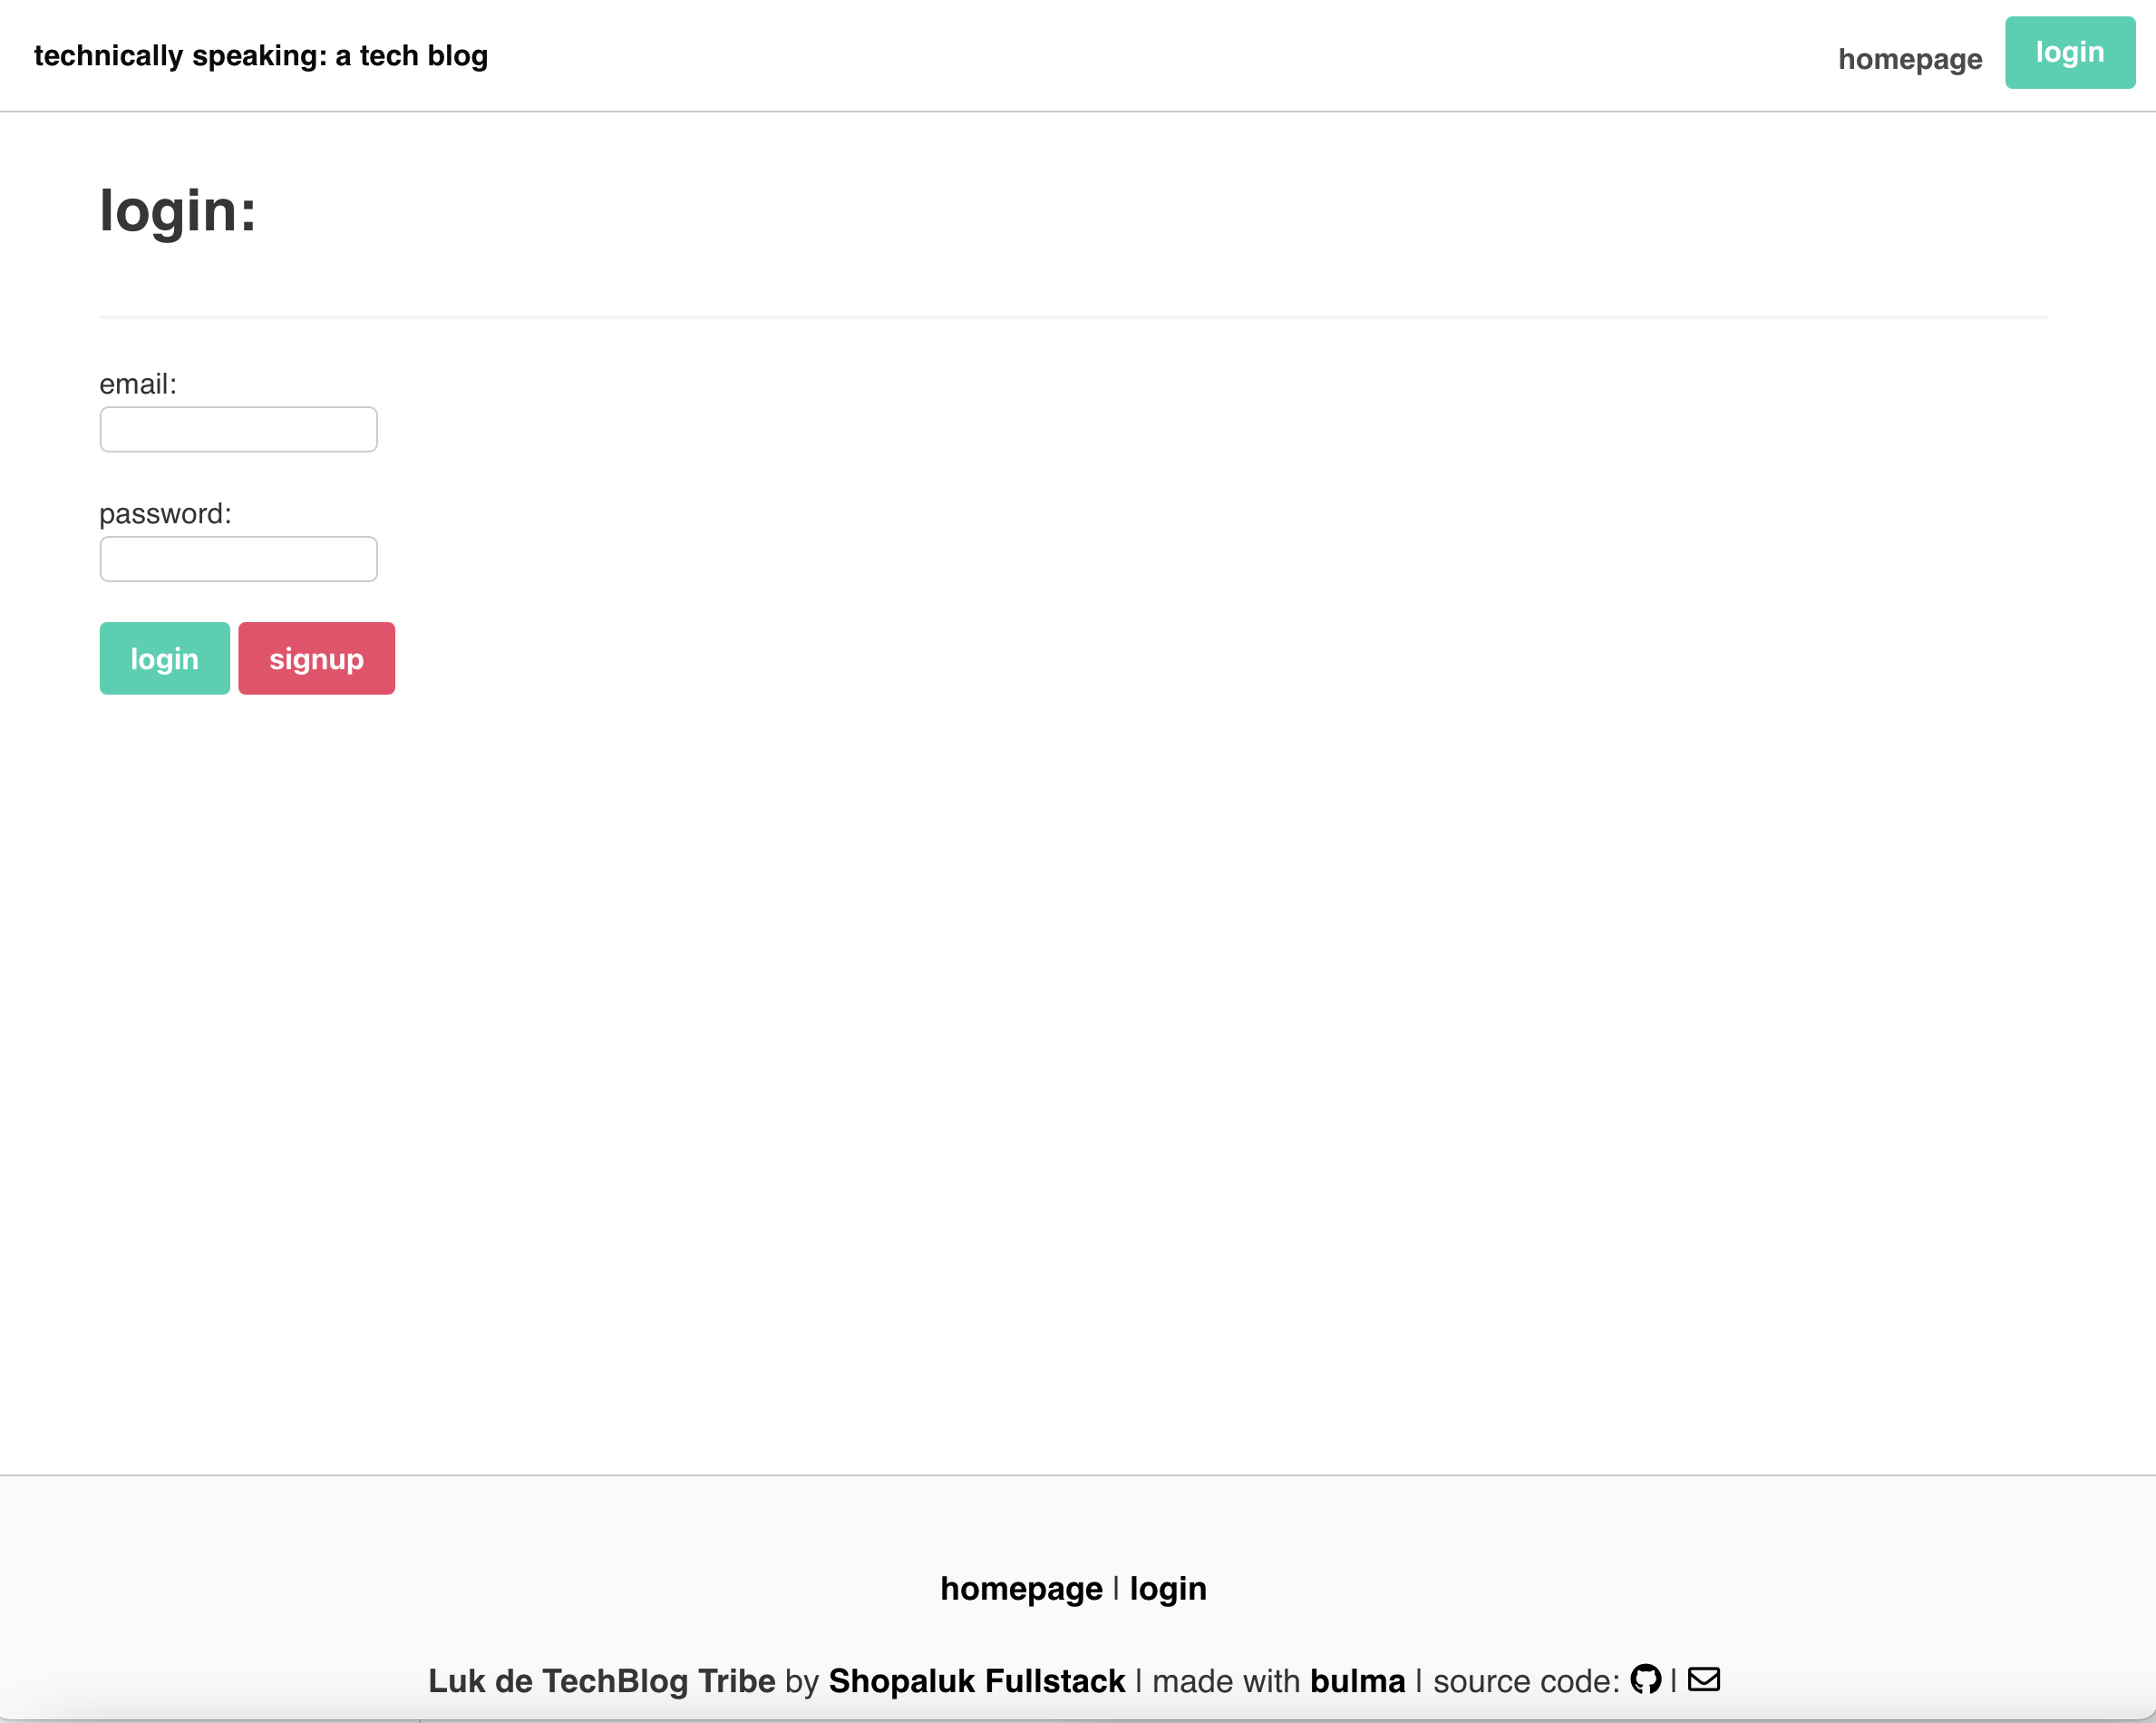 technically speaking: a tech blog
homepage
login
login:
email:
password:
login signup
homepage | login
Luk de TechBlog Tribe by Shopaluk Fullstack | made with bulma | source code: |